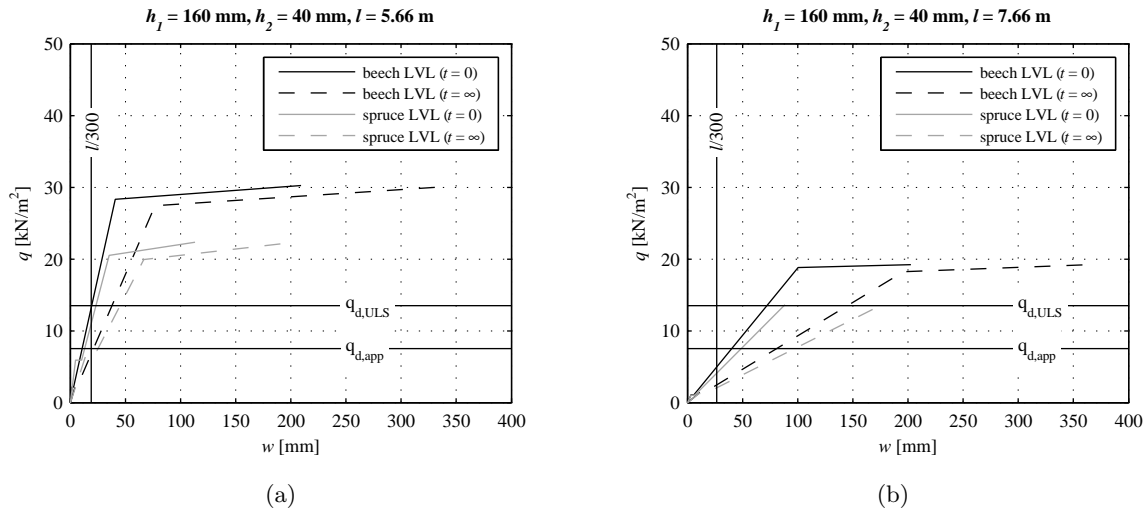 h1 = 160 mm, h2 = 40 mm, l = 5.66 m
50
40
30
20
10
0
q [kN/m2]
l/300
beech LVL (t = 0)
beech LVL (t = ∞)
spruce LVL (t = 0)
spruce LVL (t = ∞)
qd,ULS
qd,app
0 50 100 150 200 250 300 350 400
w [mm]
(a)
h1 = 160 mm, h2 = 40 mm, l = 7.66 m
50
40
30
20
10
0
q [kN/m2]
l/300
beech LVL (t = 0)
beech LVL (t = ∞)
spruce LVL (t = 0)
spruce LVL (t = ∞)
qd,ULS
qd,app
0 50 100 150 200 250 300 350 400
w [mm]
(b)